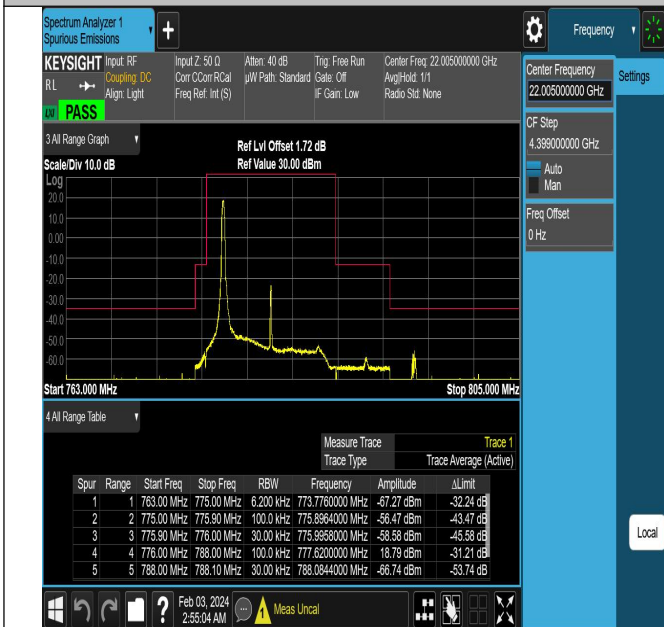 Spectrum Analyzer 1
Spurious Emissions
Frequency
KEYSIGHT
RL
Input: RF
Coupling: DC
Align: Light
Input Z: 50 Ω
Corr CCorr RCal
Freq Ref: Int (S)
Atten: 40 dB
µW Path: Standard
Trig: Free Run
Gate: Off
IF Gain: Low
Center Freq: 22.005000000 GHz
Avg|Hold: 1/1
Radio Std: None
PASS
3 All Range Graph
Ref Lvl Offset 1.72 dB
Scale/Div 10.0 dB
Ref Value 30.00 dBm
Log
20.0
10.0
0.00
-10.0
-20.0
-30.0
-40.0
-50.0
-60.0
Start 763.000 MHz
Stop 805.000 MHz
4 All Range Table
Measure Trace Trace 1
Trace Type Trace Average (Active)
Spur Range Start Freq Stop Freq RBW Frequency Amplitude ΔLimit
1 1 763.00 MHz 775.00 MHz 6.200 kHz 773.7760000 MHz -67.27 dBm -32.24 dB
2 2 775.00 MHz 775.90 MHz 100.0 kHz 775.8964000 MHz -56.47 dBm -43.47 dB
3 3 775.90 MHz 776.00 MHz 30.00 kHz 775.9958000 MHz -58.58 dBm -45.58 dB
4 4 776.00 MHz 788.00 MHz 100.0 kHz 777.6200000 MHz 18.79 dBm -31.21 dB
5 5 788.00 MHz 788.10 MHz 30.00 kHz 788.0844000 MHz -66.74 dBm -53.74 dB
Feb 03, 2024
2:55:04 AM
Meas Uncal
Center Frequency
22.005000000 GHz
Settings
CF Step
4.399000000 GHz
Auto
Man
Freq Offset
0 Hz
Local